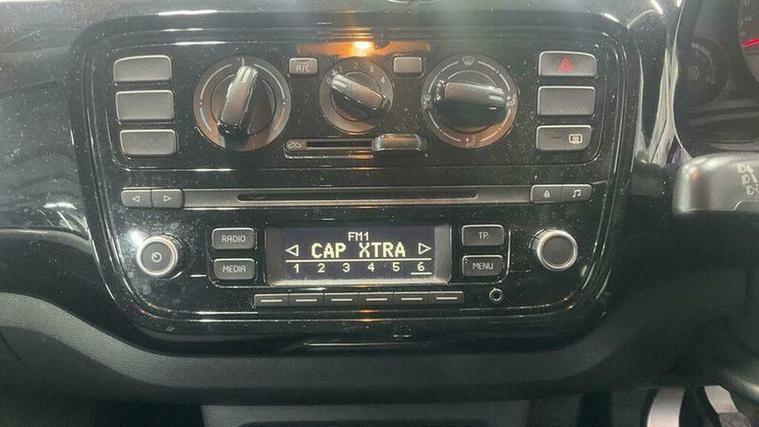 A/C
RADIO
MEDIA
FM1
CAP XTRA
1 2 3 4 5 6
TP
MENU